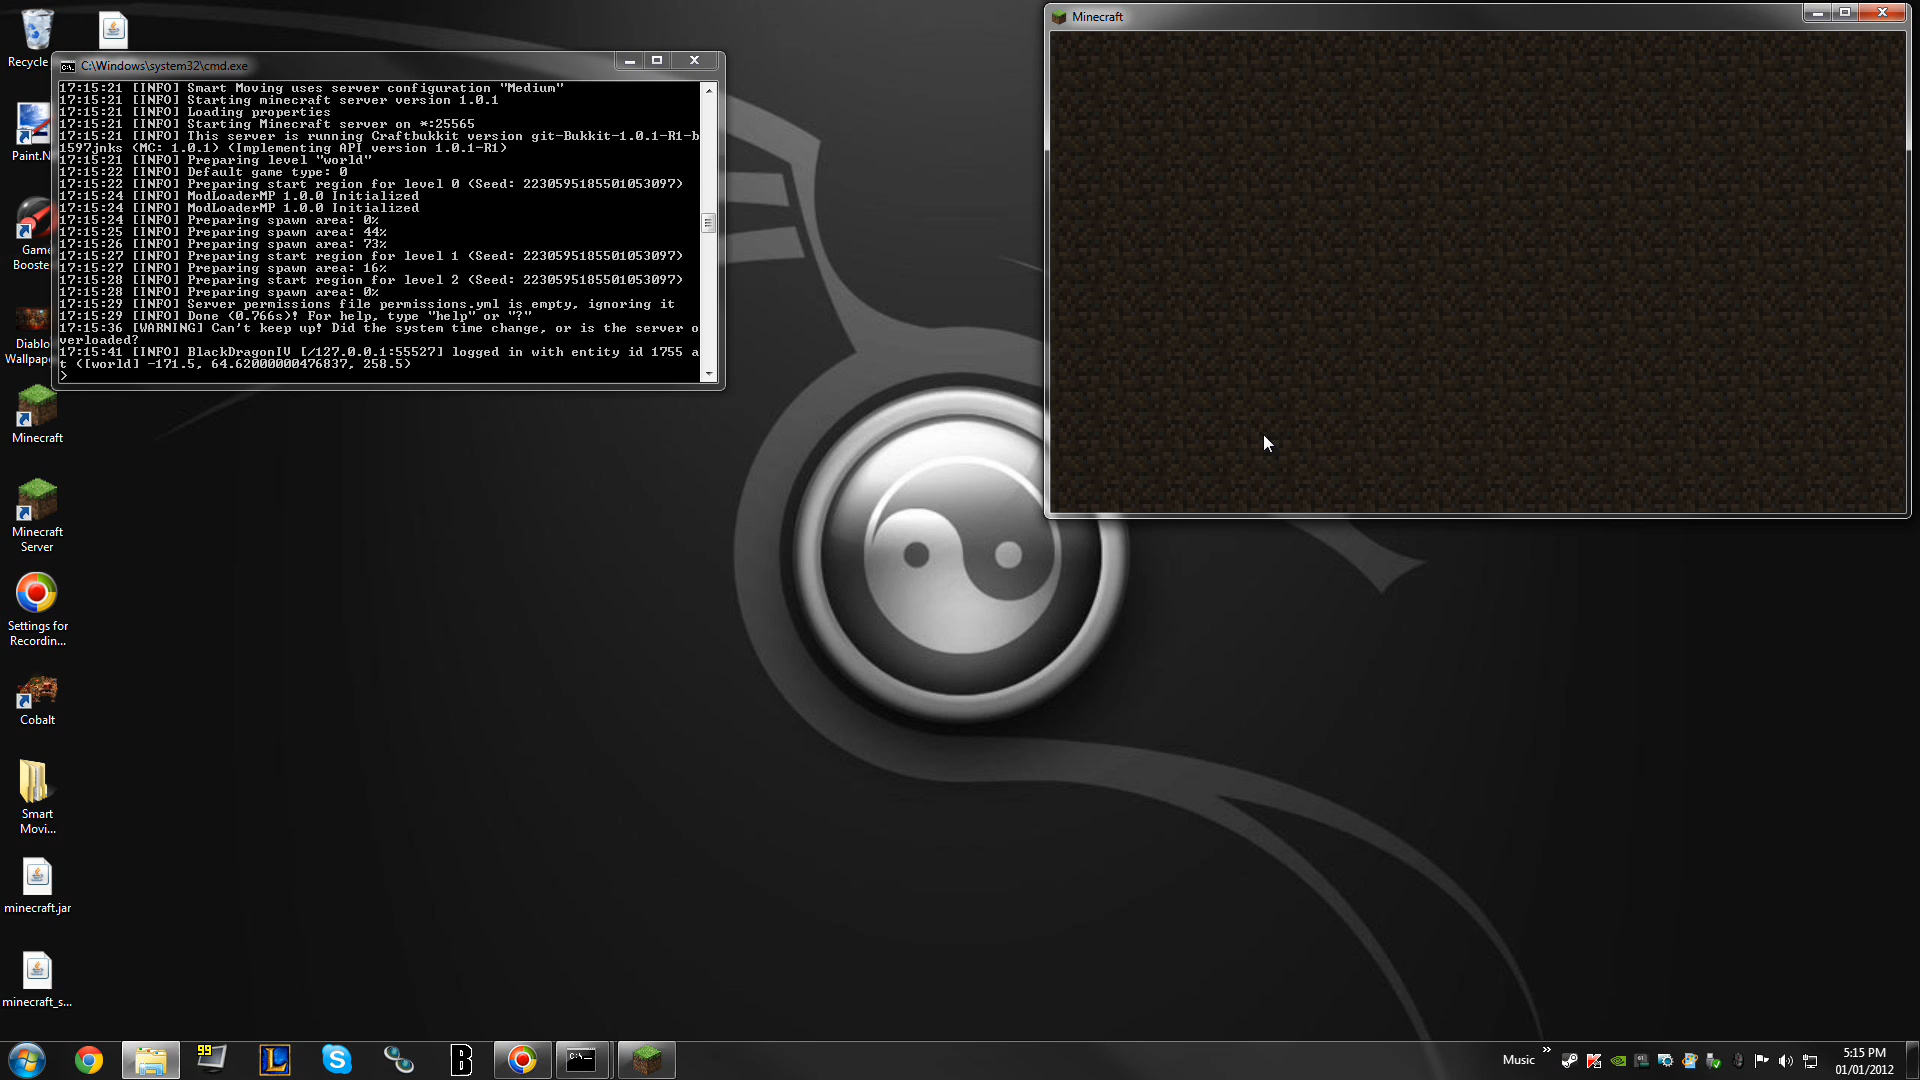 Recycle
Paint.N
Game
Booste
Diablo
Wallpape
Minecraft
Minecraft
Server
Settings for
Recordin...
Cobalt
Smart
Movi...
minecraft.jar
minecraft_s...
C:\Windows\system32\cmd.exe
17:15:21 [INFO] Smart Moving uses server configuration "Medium"
17:15:21 [INFO] Starting minecraft server version 1.0.1
17:15:21 [INFO] Loading properties
17:15:21 [INFO] Starting Minecraft server on *:25565
17:15:21 [INFO] This server is running Craftbukkit version git-Bukkit-1.0.1-R1-b
1597jnks (MC: 1.0.1) (Implementing API version 1.0.1-R1)
17:15:21 [INFO] Preparing level "world"
17:15:22 [INFO] Default game type: 0
17:15:22 [INFO] Preparing start region for level 0 (Seed: 2230595185501053097)
17:15:24 [INFO] ModLoaderMP 1.0.0 Initialized
17:15:24 [INFO] ModLoaderMP 1.0.0 Initialized
17:15:24 [INFO] Preparing spawn area: 0%
17:15:25 [INFO] Preparing spawn area: 44%
17:15:26 [INFO] Preparing spawn area: 73%
17:15:27 [INFO] Preparing start region for level 1 (Seed: 2230595185501053097)
17:15:27 [INFO] Preparing spawn area: 16%
17:15:28 [INFO] Preparing start region for level 2 (Seed: 2230595185501053097)
17:15:28 [INFO] Preparing spawn area: 0%
17:15:29 [INFO] Server permissions file permissions.yml is empty, ignoring it
17:15:29 [INFO] Done (0.766s)! For help, type "help" or "?"
17:15:36 [WARNING] Can't keep up! Did the system time change, or is the server o
verloaded?
17:15:41 [INFO] BlackDragonIV [/127.0.0.1:55527] logged in with entity id 1755 a
t ([world] -171.5, 64.62000000476837, 258.5)
>
Minecraft
99
L
B
C:\_
Music
5:15 PM
01/01/2012